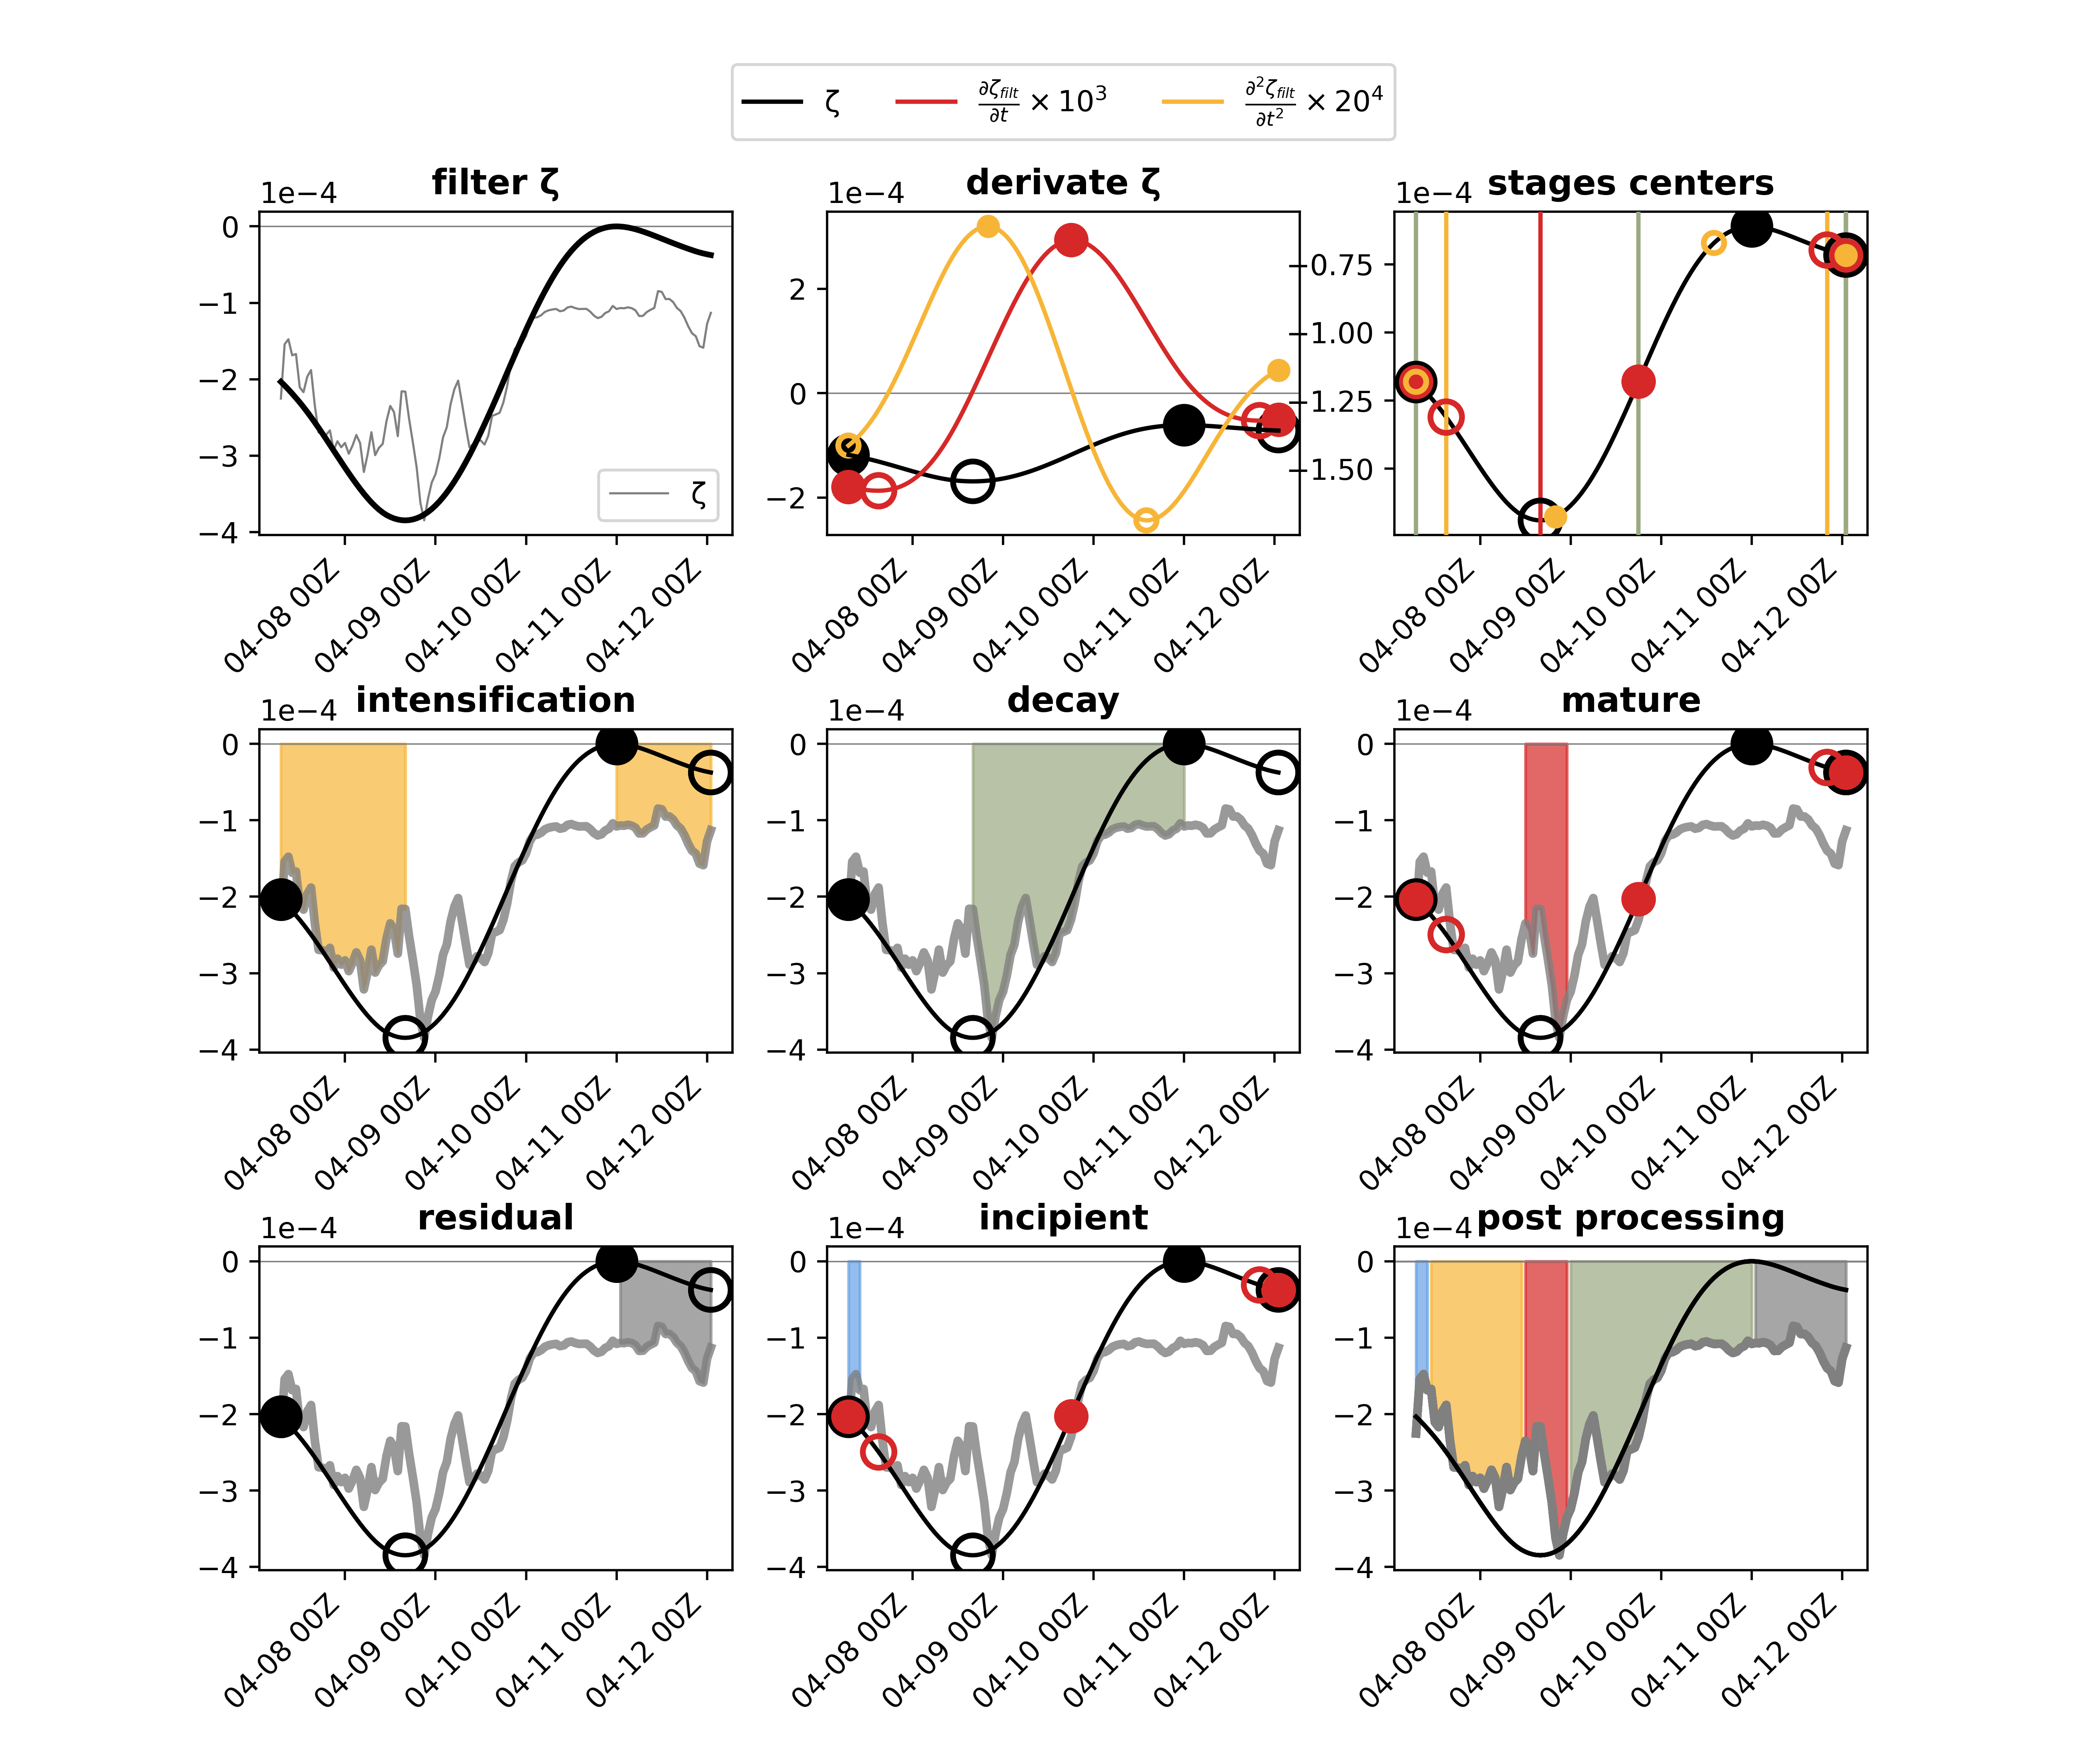 ζ ∂ζ_filt/∂t × 10³ ∂²ζ_filt/∂t² × 20⁴
filter ζ
1e−4
0
−1
−2
−3
−4
ζ
04-08 00Z
04-09 00Z
04-10 00Z
04-11 00Z
04-12 00Z
derivate ζ
1e−4
2
0
−2
04-08 00Z
04-09 00Z
04-10 00Z
04-11 00Z
04-12 00Z
stages centers
1e−4
−0.75
−1.00
−1.25
−1.50
04-08 00Z
04-09 00Z
04-10 00Z
04-11 00Z
04-12 00Z
intensification
1e−4
0
−1
−2
−3
−4
04-08 00Z
04-09 00Z
04-10 00Z
04-11 00Z
04-12 00Z
decay
1e−4
0
−1
−2
−3
−4
04-08 00Z
04-09 00Z
04-10 00Z
04-11 00Z
04-12 00Z
mature
1e−4
0
−1
−2
−3
−4
04-08 00Z
04-09 00Z
04-10 00Z
04-11 00Z
04-12 00Z
residual
1e−4
0
−1
−2
−3
−4
04-08 00Z
04-09 00Z
04-10 00Z
04-11 00Z
04-12 00Z
incipient
1e−4
0
−1
−2
−3
−4
04-08 00Z
04-09 00Z
04-10 00Z
04-11 00Z
04-12 00Z
post processing
1e−4
0
−1
−2
−3
−4
04-08 00Z
04-09 00Z
04-10 00Z
04-11 00Z
04-12 00Z